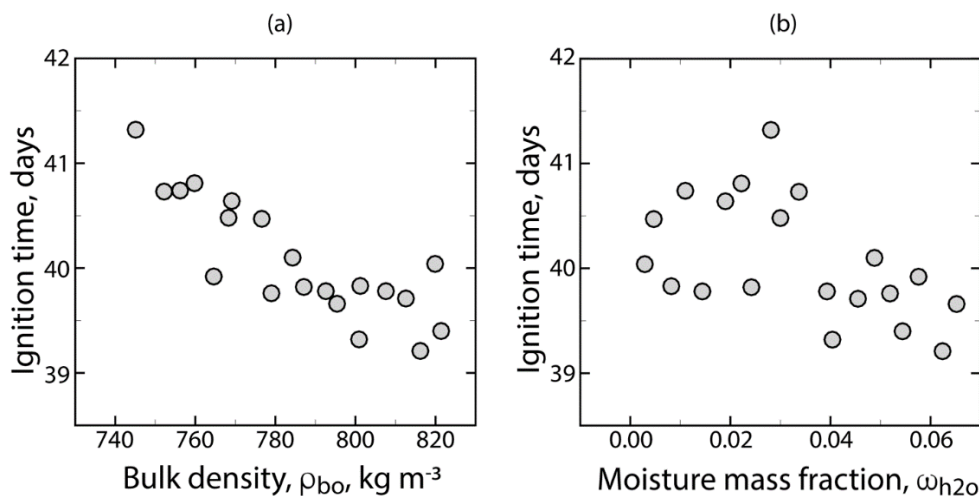 (a)
42
41
40
39
Ignition time, days
740 760 780 800 820
Bulk density, ρbo, kg m⁻³
(b)
42
41
40
39
Ignition time, days
0.00 0.02 0.04 0.06
Moisture mass fraction, ωh2o